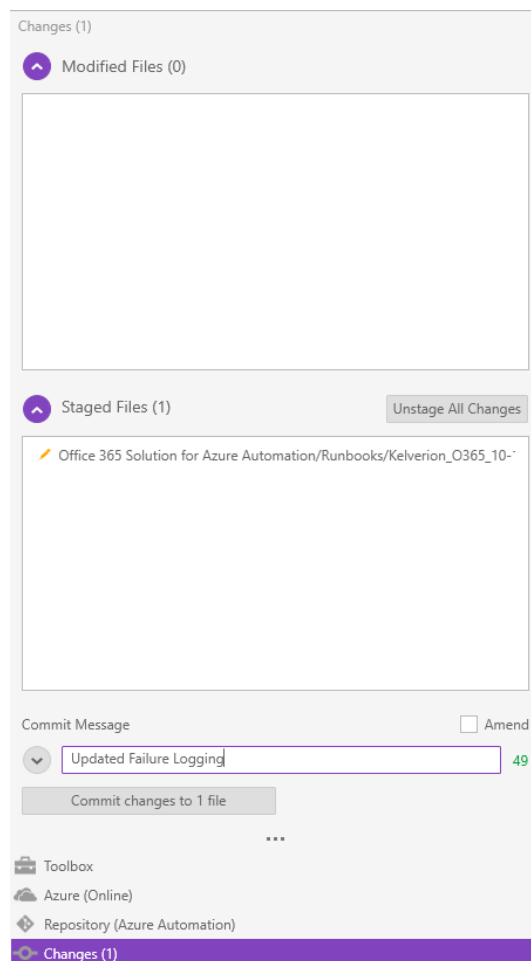 Changes (1)
Modified Files (0)
Staged Files (1)
Unstage All Changes
Office 365 Solution for Azure Automation/Runbooks/Kelverion_O365_10-
Commit Message
Amend
Updated Failure Logging
49
Commit changes to 1 file
...
Toolbox
Azure (Online)
Repository (Azure Automation)
Changes (1)